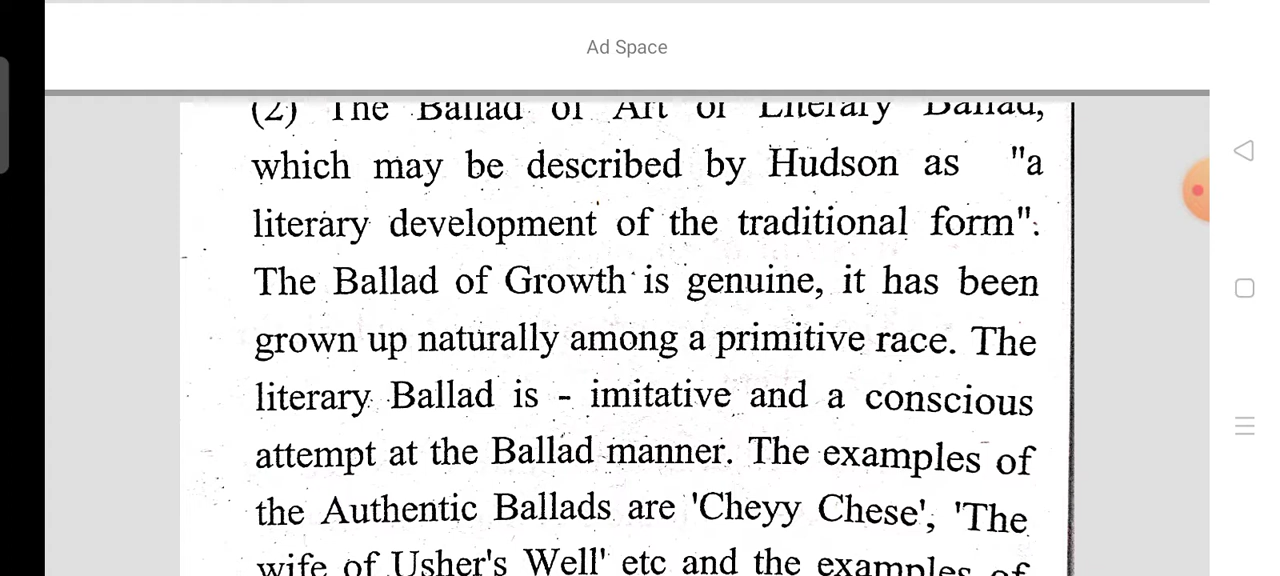 Ad Space
(2) The Ballad of Art or Literary Ballad,
which may be described by Hudson as "a
literary development of the traditional form".
The Ballad of Growth is genuine, it has been
grown up naturally among a primitive race. The
literary Ballad is - imitative and a conscious
attempt at the Ballad manner. The examples of
the Authentic Ballads are 'Cheyy Chese', 'The
wife of Usher's Well' etc and the examples of